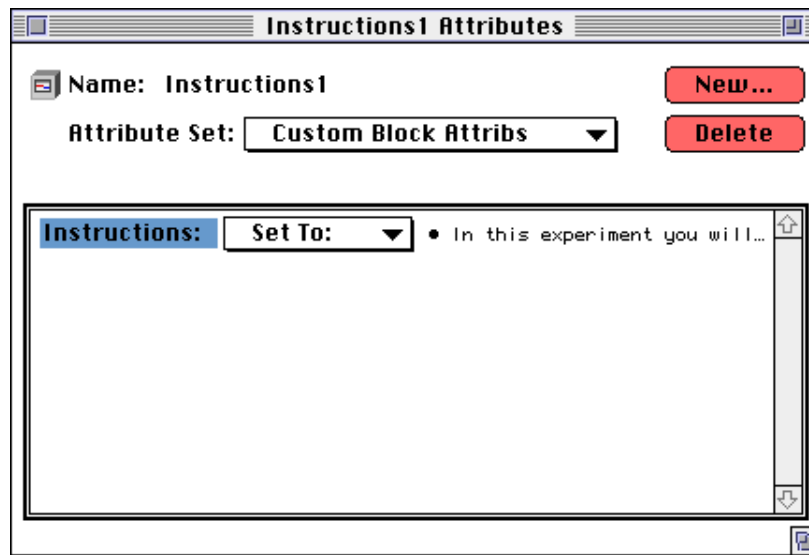 Instructions1 Attributes
Name: Instructions1 New...
Attribute Set: Custom Block Attribs Delete
Instructions: Set To: • In this experiment you will…